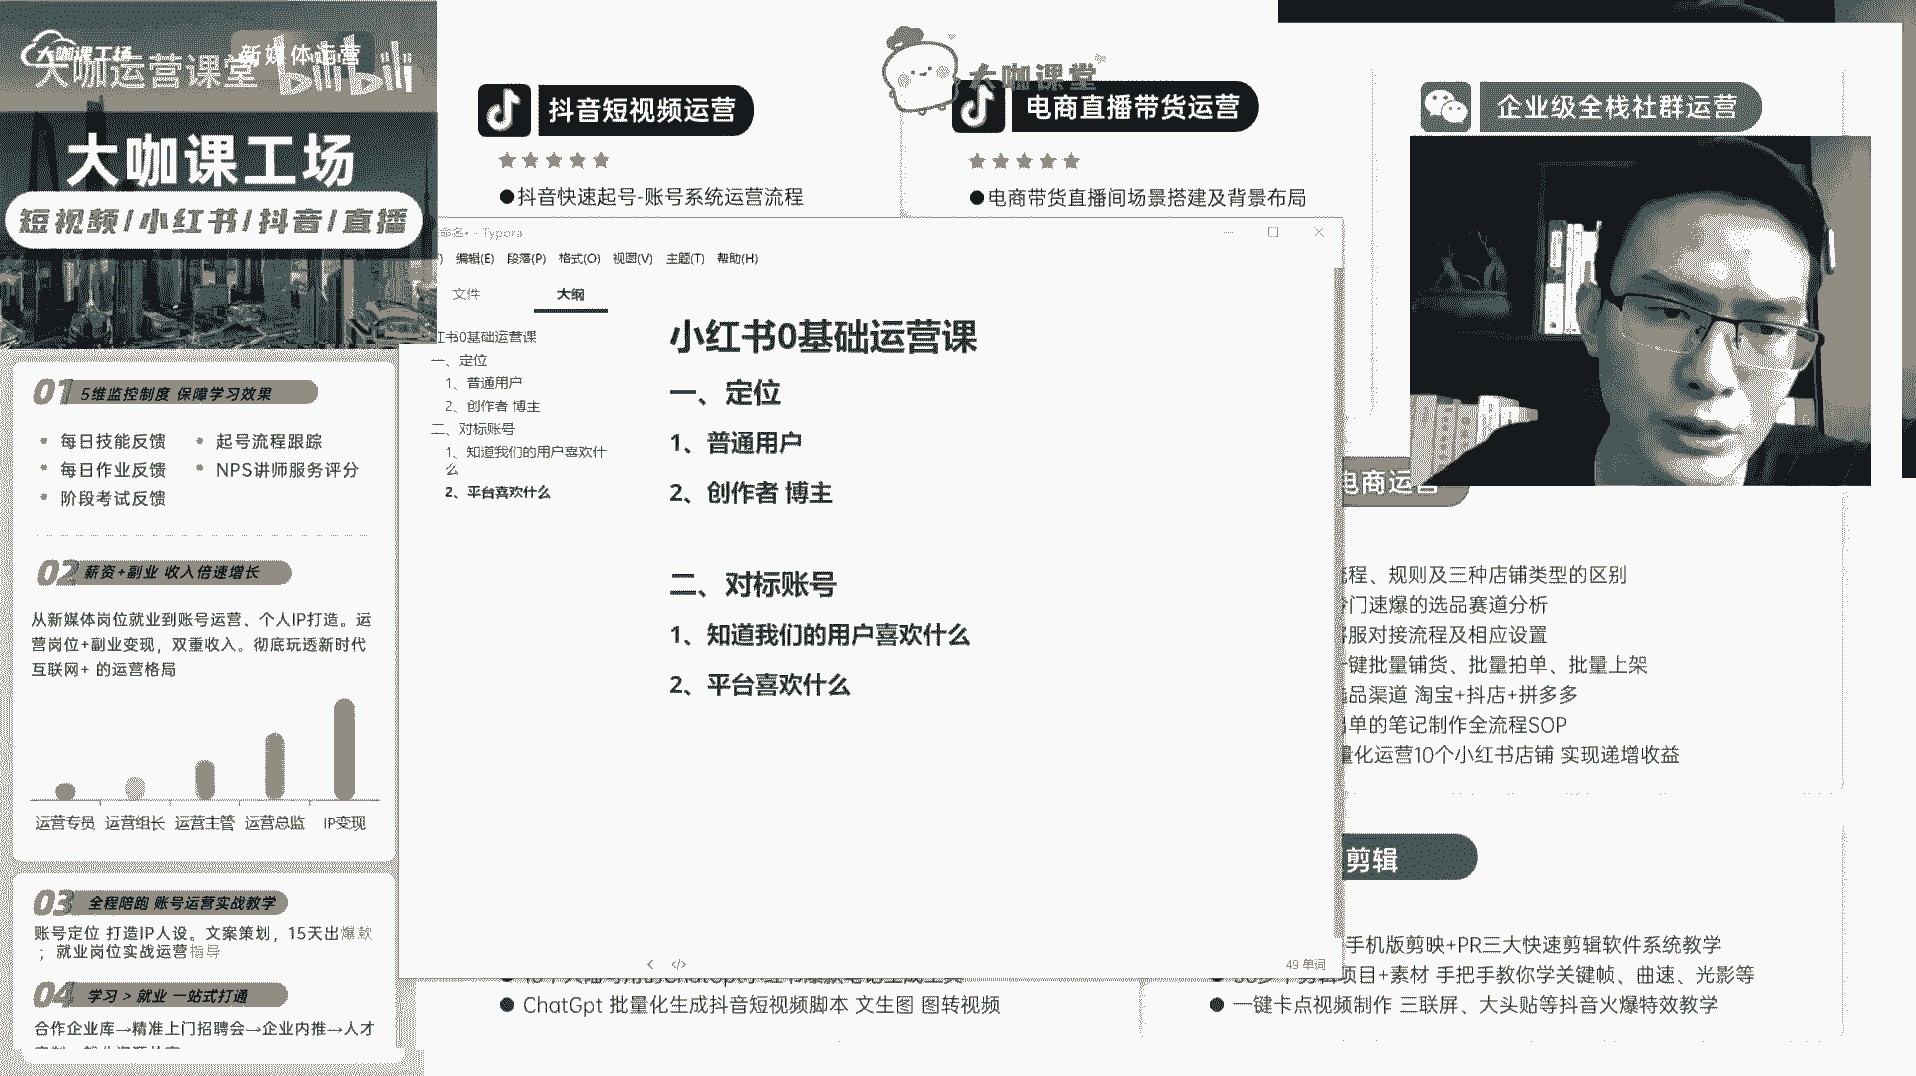 大咖课工场
大咖运营课堂
新媒体运营
bilibili
大咖课工场
短视频/小红书/抖音/直播
01 5维监控制度 保障学习效果
每日技能反馈
起号流程跟踪
每日作业反馈
NPS讲师服务评分
阶段考试反馈
02 薪资+副业 收入倍速增长
从新媒体岗位就业到账号运营、个人IP打造。运
营岗位+副业变现，双重收入。彻底玩透新时代
互联网+ 的运营格局
运营专员 运营组长 运营主管 运营总监 IP变现
03 全程陪跑 账号运营实战教学
账号定位 打造IP人设。文案策划，15天出爆款
；就业岗位实战运营指导
04 学习 > 就业 一站式打通
合作企业库→精准上门招聘会→企业内推→人才
抖音短视频运营
●抖音快速起号-账号系统运营流程
大咖课堂
电商直播带货运营
●电商带货直播间场景搭建及背景布局
企业级全栈社群运营
命名• - Typora
编辑(E) 段落(P) 格式(O) 视图(V) 主题(T) 帮助(H)
文件 大纲
红书0基础运营课
一、定位
1、普通用户
2、创作者 博主
二、对标账号
1、知道我们的用户喜欢什
么
2、平台喜欢什么
小红书0基础运营课
一、定位
1、普通用户
2、创作者 博主
二、对标账号
1、知道我们的用户喜欢什么
2、平台喜欢什么
</>
49 单词
电商运营
流程、规则及三种店铺类型的区别
冷门速爆的选品赛道分析
客服对接流程及相应设置
一键批量铺货、批量拍单、批量上架
选品渠道 淘宝+抖店+拼多多
出单的笔记制作全流程SOP
量化运营10个小红书店铺 实现递增收益
剪辑
手机版剪映+PR三大快速剪辑软件系统教学
项目+素材 手把手教你学关键帧、曲速、光影等
● 一键卡点视频制作 三联屏、大头贴等抖音火爆特效教学
● ChatGpt 批量化生成抖音短视频脚本 文生图 图转视频